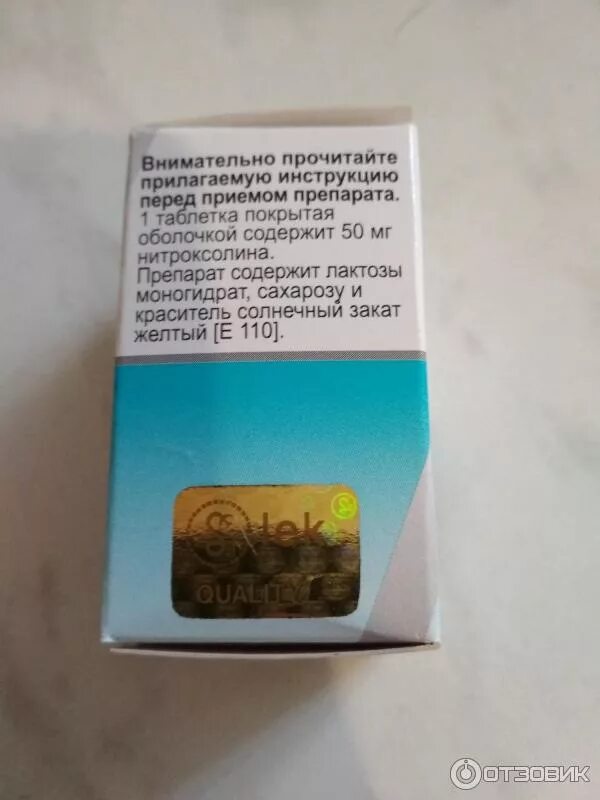 Внимательно прочитайте
прилагаемую инструкцию
перед приемом препарата.
1 таблетка покрытая
оболочкой содержит 50 мг
нитроксолина.
Препарат содержит лактозы
моногидрат, сахарозу и
краситель солнечный закат
желтый [Е 110].
lek
QUALITY
ОТЗОВИК